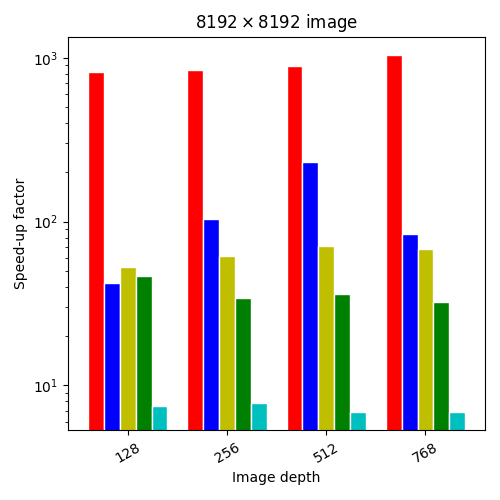 8192 × 8192 image
Speed-up factor
10³
10²
10¹
128
256
512
768
Image depth